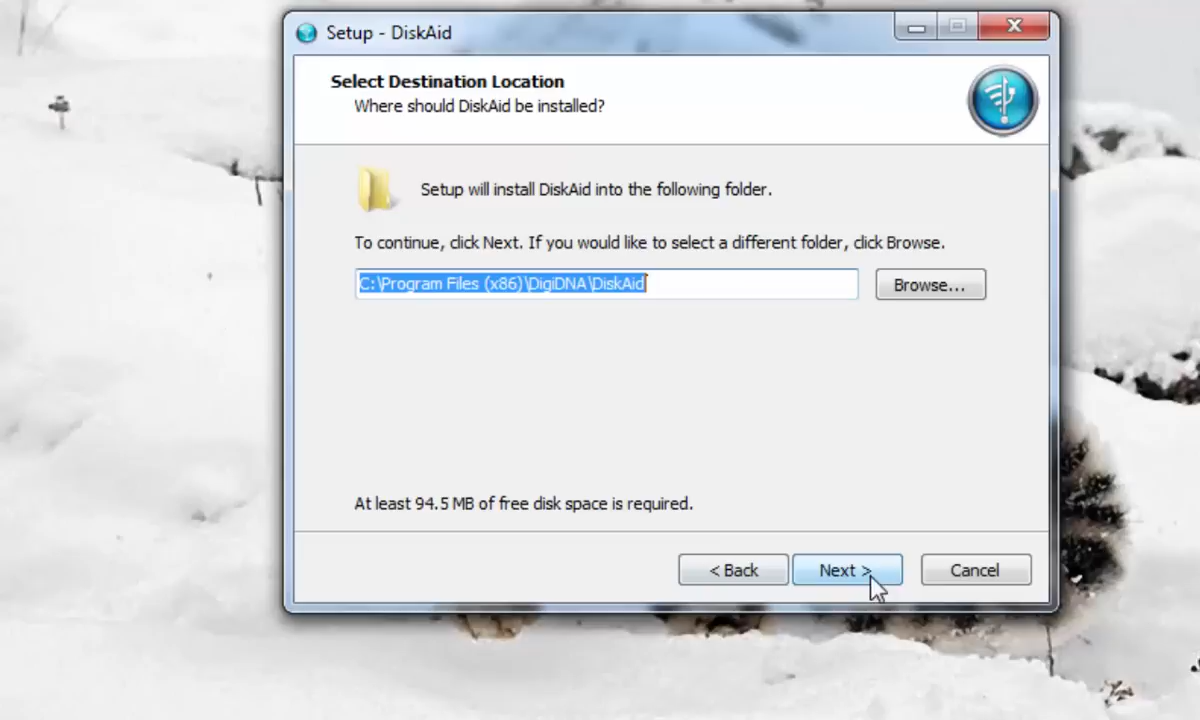 Setup - DiskAid
Select Destination Location
Where should DiskAid be installed?
Setup will install DiskAid into the following folder.
To continue, click Next. If you would like to select a different folder, click Browse.
C:\Program Files (x86)\DigiDNA\DiskAid
Browse...
At least 94.5 MB of free disk space is required.
< Back
Next >
Cancel